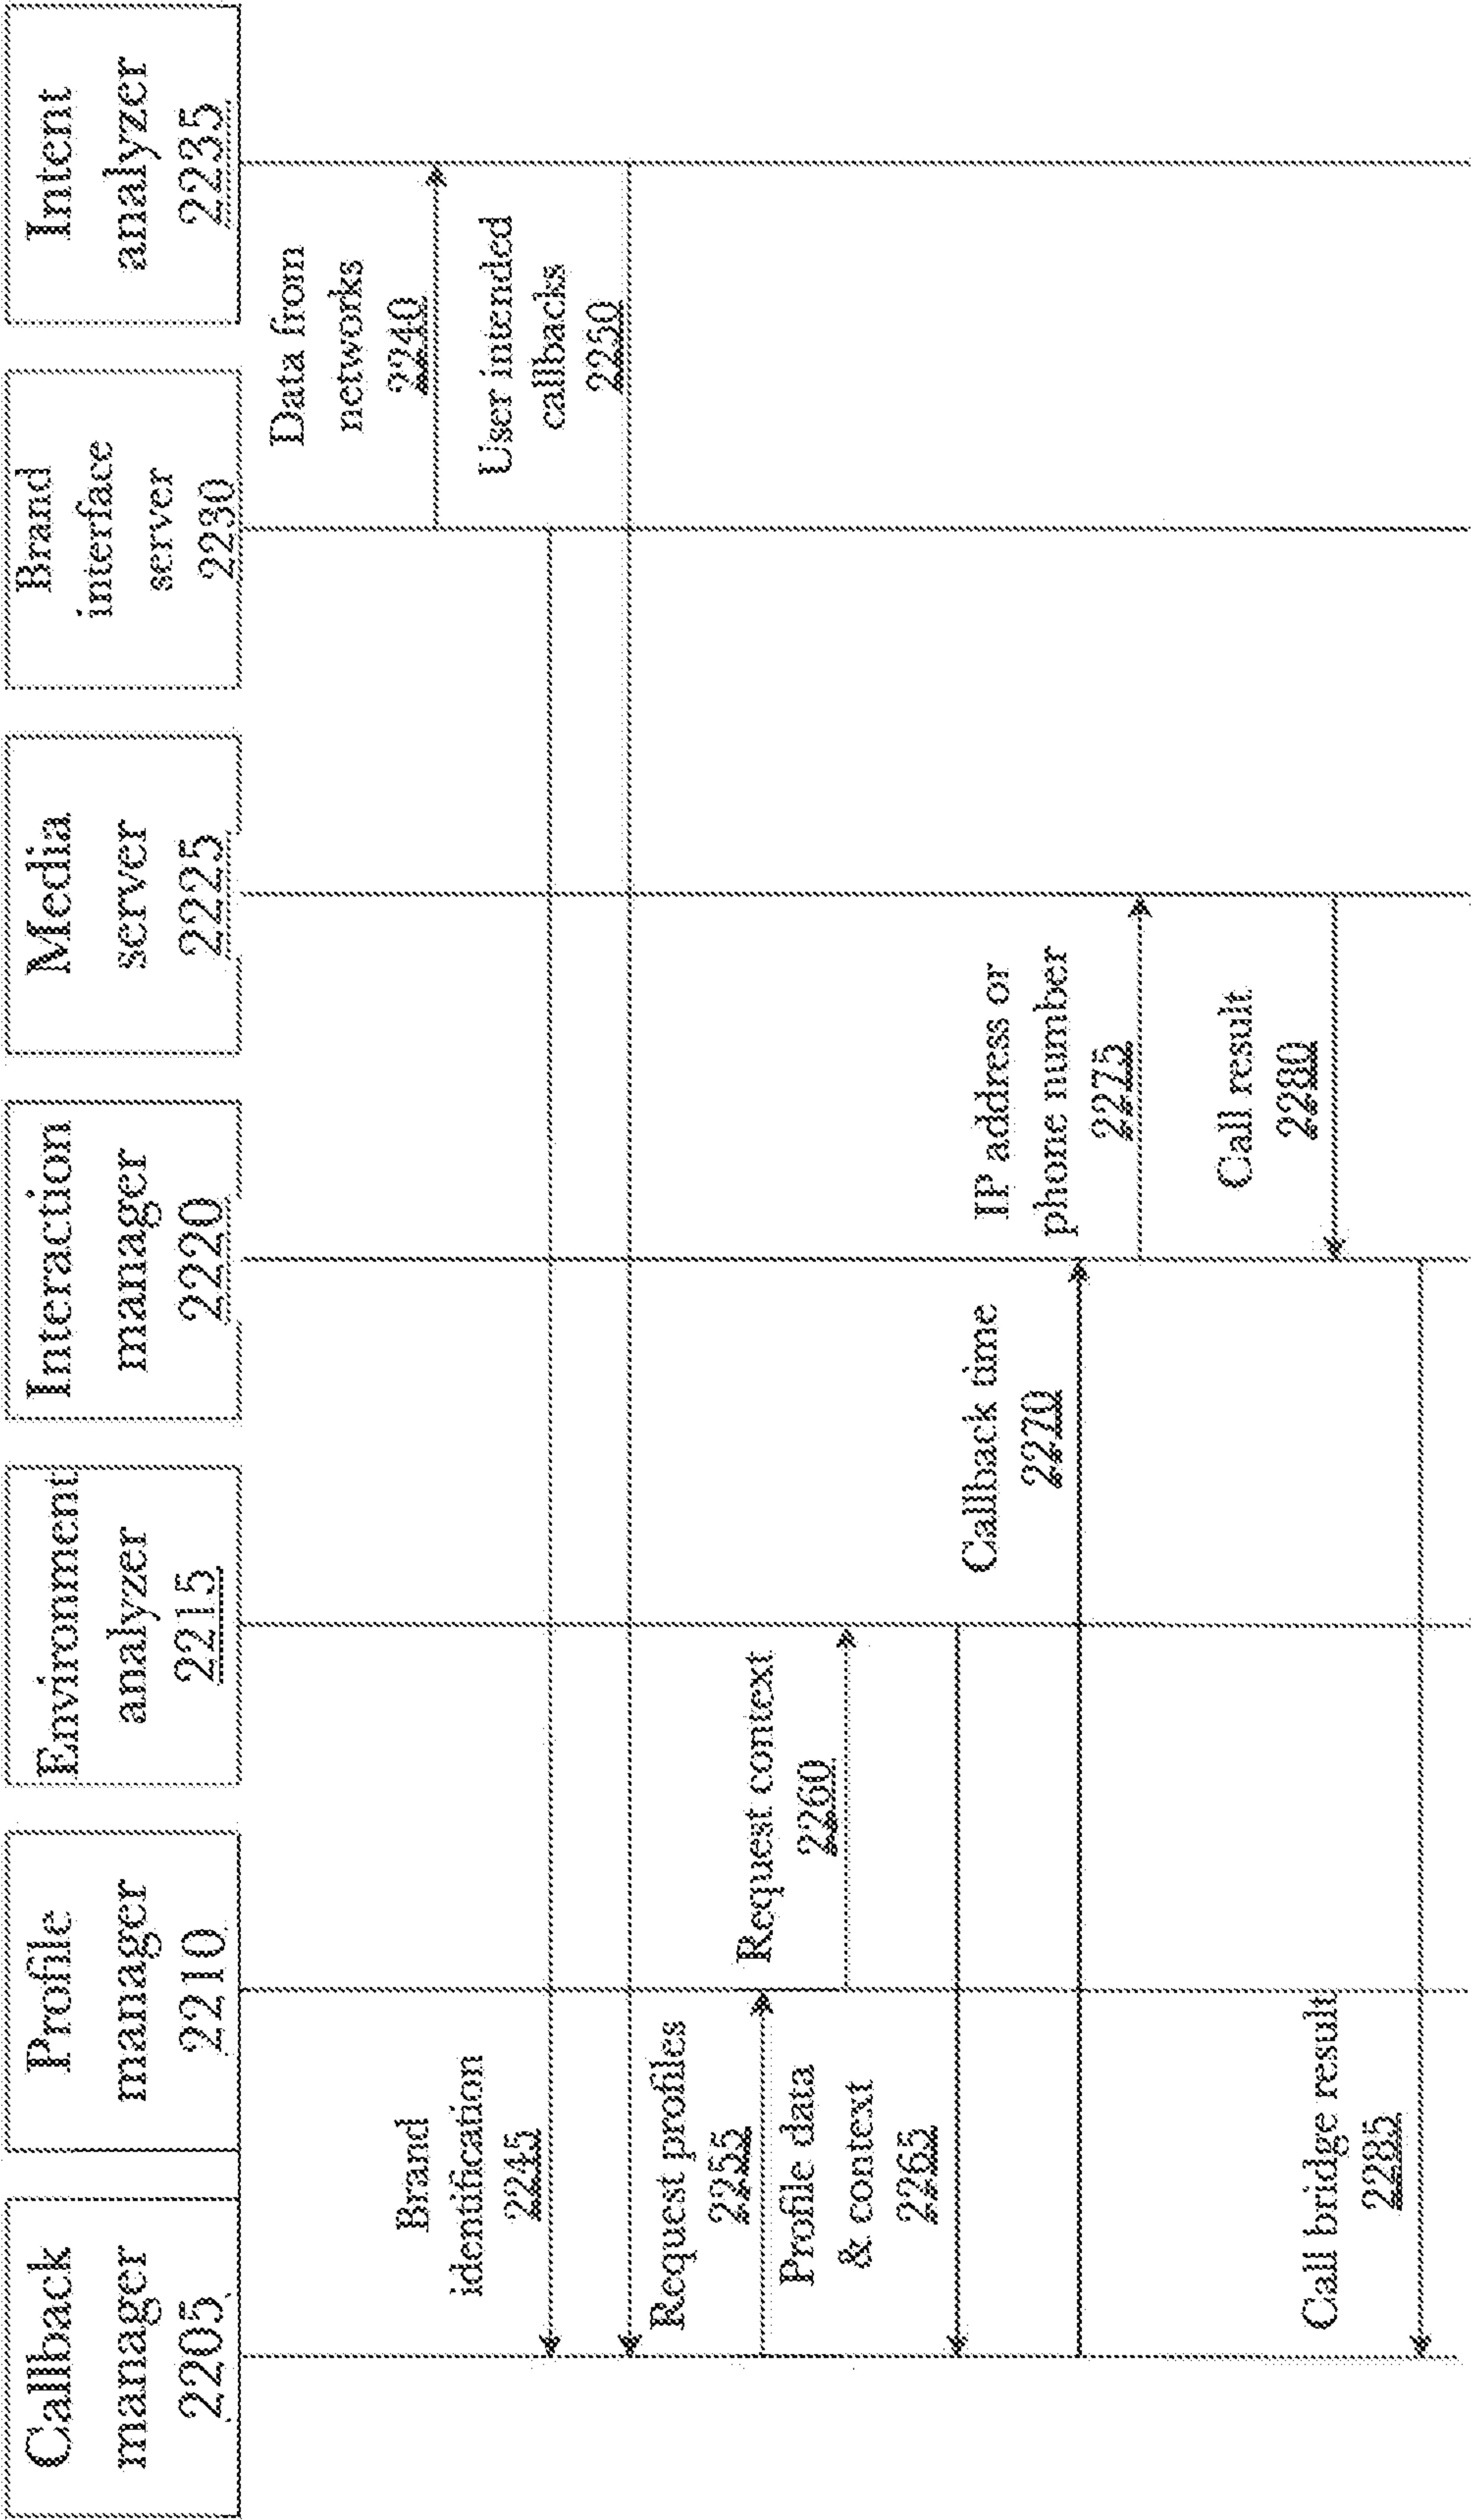 Callback
manager
2205
Profile
manager
2210
Environment
analyzer
2215
Interaction
manager
2220
Media
server
2225
Brand
interface
server
2230
Intent
analyzer
2235
Data from
networks
2240
Brand
identification
2245
User intended
callbacks
2250
Request profiles
2255
Request context
2260
Profile data
& context
2265
Callback time
2270
IP address or
phone number
2275
Call result
2280
Call bridge result
2285